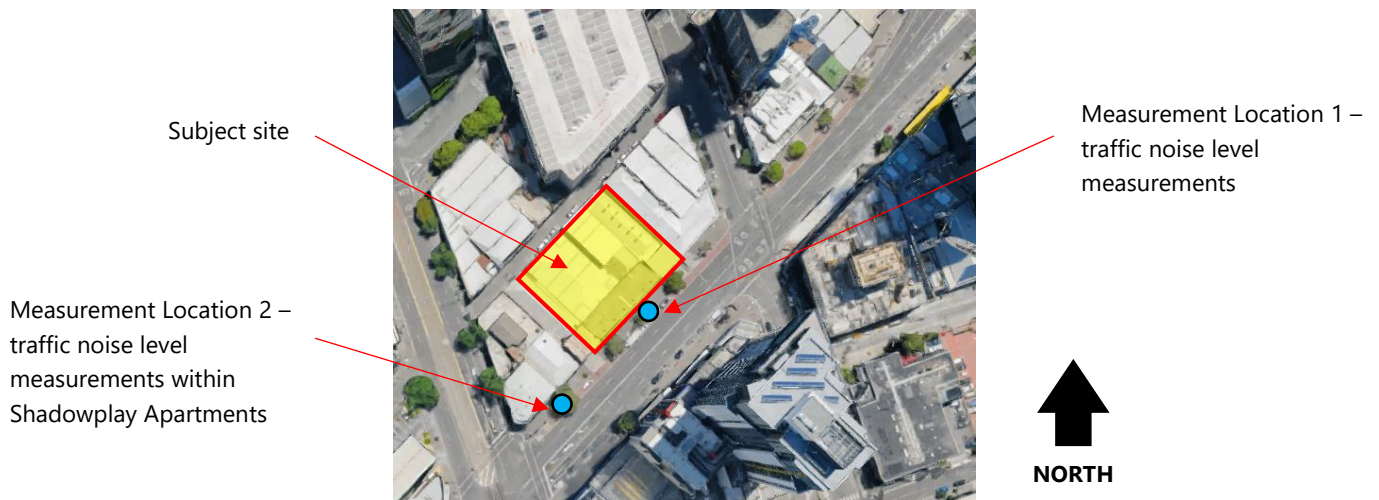 Subject site
Measurement Location 1 –
traffic noise level
measurements
Measurement Location 2 –
traffic noise level
measurements within
Shadowplay Apartments
NORTH